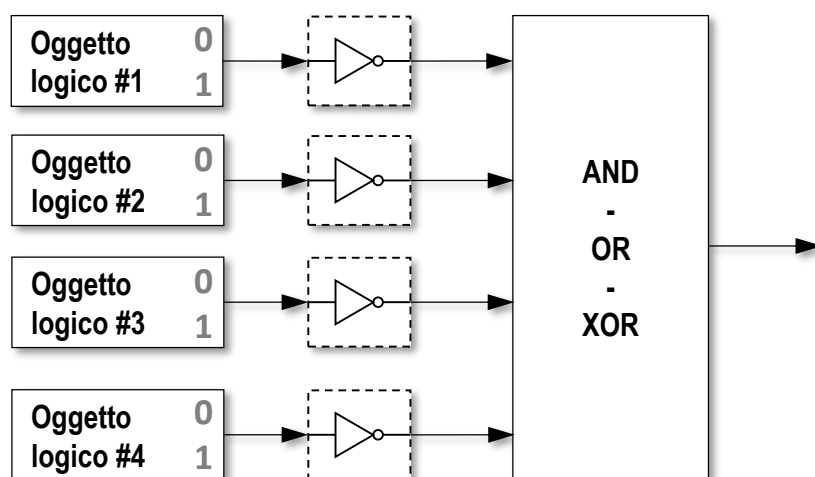 Oggetto 0
logico #1 1
Oggetto 0
logico #2 1
Oggetto 0
logico #3 1
Oggetto 0
logico #4 1
AND
-
OR
-
XOR